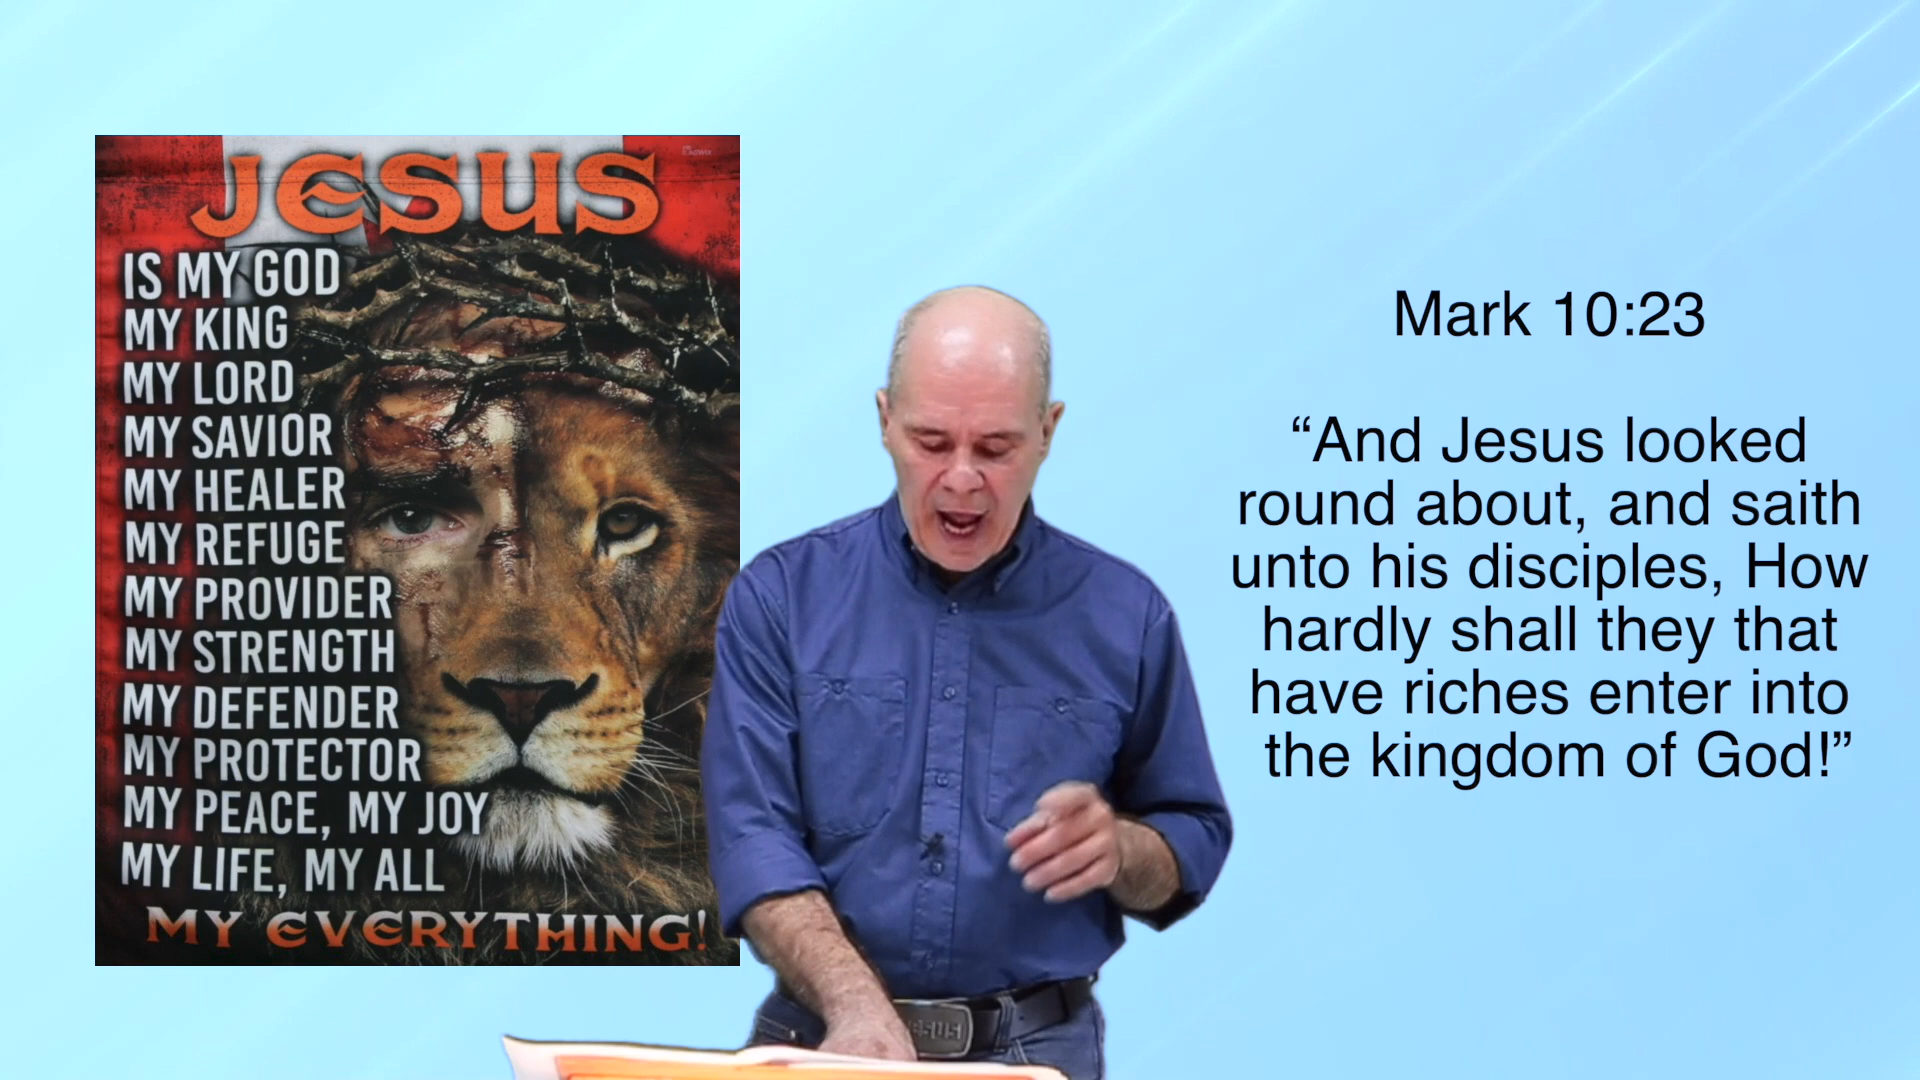 JESUS
IS MY GOD
MY KING
MY LORD
MY SAVIOR
MY HEALER
MY REFUGE
MY PROVIDER
MY STRENGTH
MY DEFENDER
MY PROTECTOR
MY PEACE, MY JOY
MY LIFE, MY ALL
MY EVERYTHING!
Mark 10:23
“And Jesus looked
round about, and saith
unto his disciples, How
hardly shall they that
have riches enter into
the kingdom of God!”